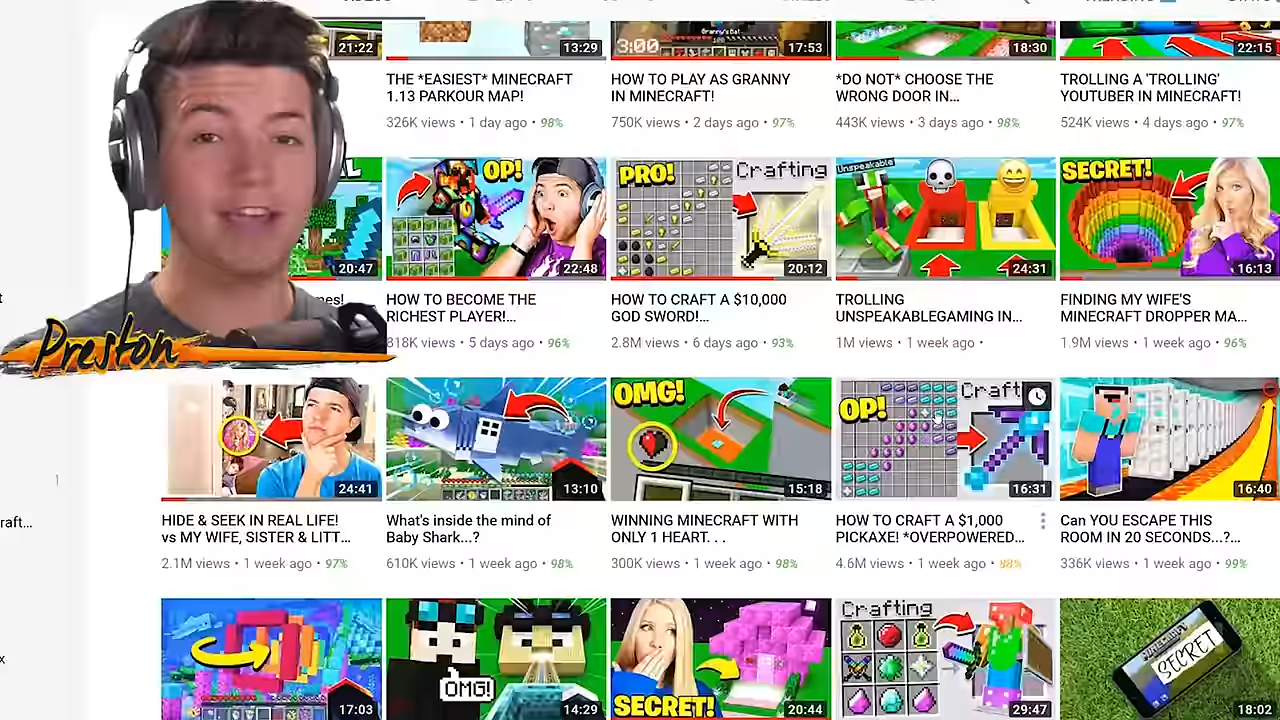 21:22
13:29
3:00
17:53
18:30
22:15
THE *EASIEST* MINECRAFT
1.13 PARKOUR MAP!
326K views • 1 day ago • 98%
HOW TO PLAY AS GRANNY
IN MINECRAFT!
750K views • 2 days ago • 97%
*DO NOT* CHOOSE THE
WRONG DOOR IN...
443K views • 3 days ago • 98%
TROLLING A 'TROLLING'
YOUTUBER IN MINECRAFT!
524K views • 4 days ago • 97%
20:47
OP!
22:48
PRO!
Crafting
20:12
Unspeakable
24:31
SECRET!
16:13
HOW TO BECOME THE
RICHEST PLAYER!...
818K views • 5 days ago • 96%
HOW TO CRAFT A $10,000
GOD SWORD!...
2.8M views • 6 days ago • 93%
TROLLING
UNSPEAKABLEGAMING IN...
1M views • 1 week ago •
FINDING MY WIFE'S
MINECRAFT DROPPER MA...
1.9M views • 1 week ago • 96%
Preston
24:41
13:10
OMG!
15:18
OP!
Craft
16:31
16:40
raft...
HIDE & SEEK IN REAL LIFE!
vs MY WIFE, SISTER & LITT...
2.1M views • 1 week ago • 97%
What's inside the mind of
Baby Shark...?
610K views • 1 week ago • 98%
WINNING MINECRAFT WITH
ONLY 1 HEART. . .
300K views • 1 week ago • 98%
HOW TO CRAFT A $1,000
PICKAXE! *OVERPOWERED...
4.6M views • 1 week ago • 88%
Can YOU ESCAPE THIS
ROOM IN 20 SECONDS...?...
336K views • 1 week ago • 99%
17:03
OMG!
14:29
SECRET!
20:44
Crafting
29:47
SECRET
18:02